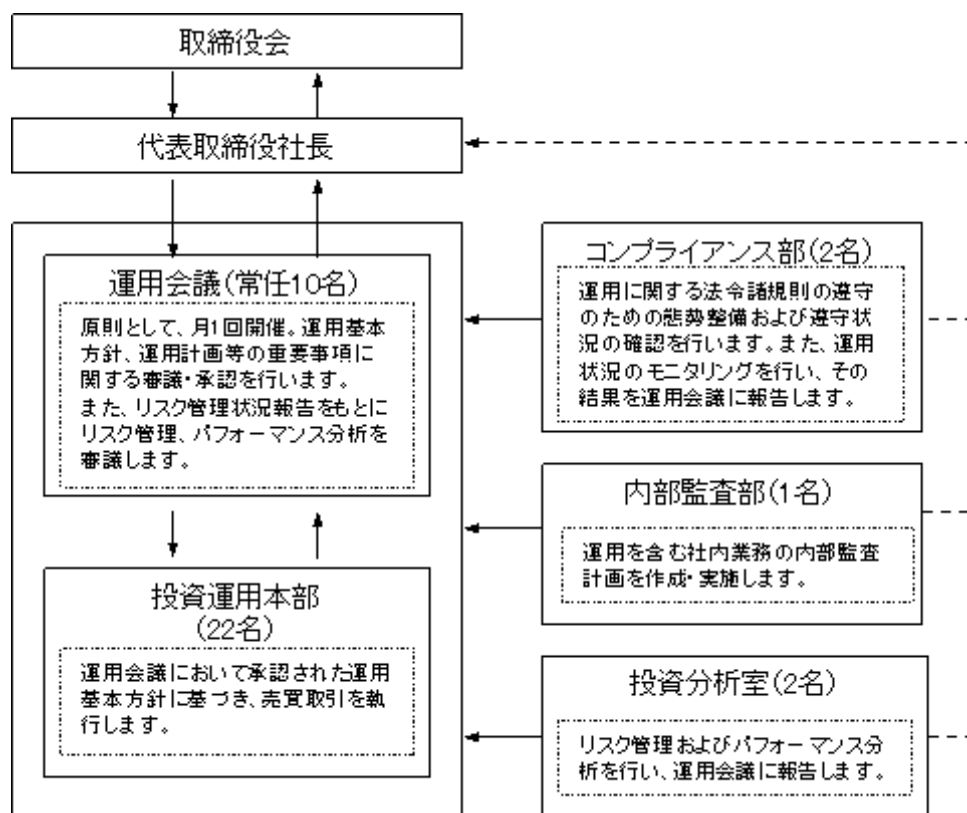 取締役会
代表取締役社長
運用会議(常任10名)
原則として、月1回開催。運用基本
方針、運用計画等の重要事項に
関する審議・承認を行います。
また、リスク管理状況報告をもとに
リスク管理、パフォーマンス分析を
審議します。
投資運用本部
(22名)
運用会議において承認された運用
基本方針に基づき、売買取引を執
行します。
コンプライアンス部(2名)
運用に関する法令諸規則の遵守
のための態勢整備および遵守状
況の確認を行います。また、運用
状況のモニタリングを行い、その
結果を運用会議に報告します。
内部監査部(1名)
運用を含む社内業務の内部監査
計画を作成・実施します。
投資分析室(2名)
リスク管理およびパフォーマンス分
析を行い、運用会議に報告します。